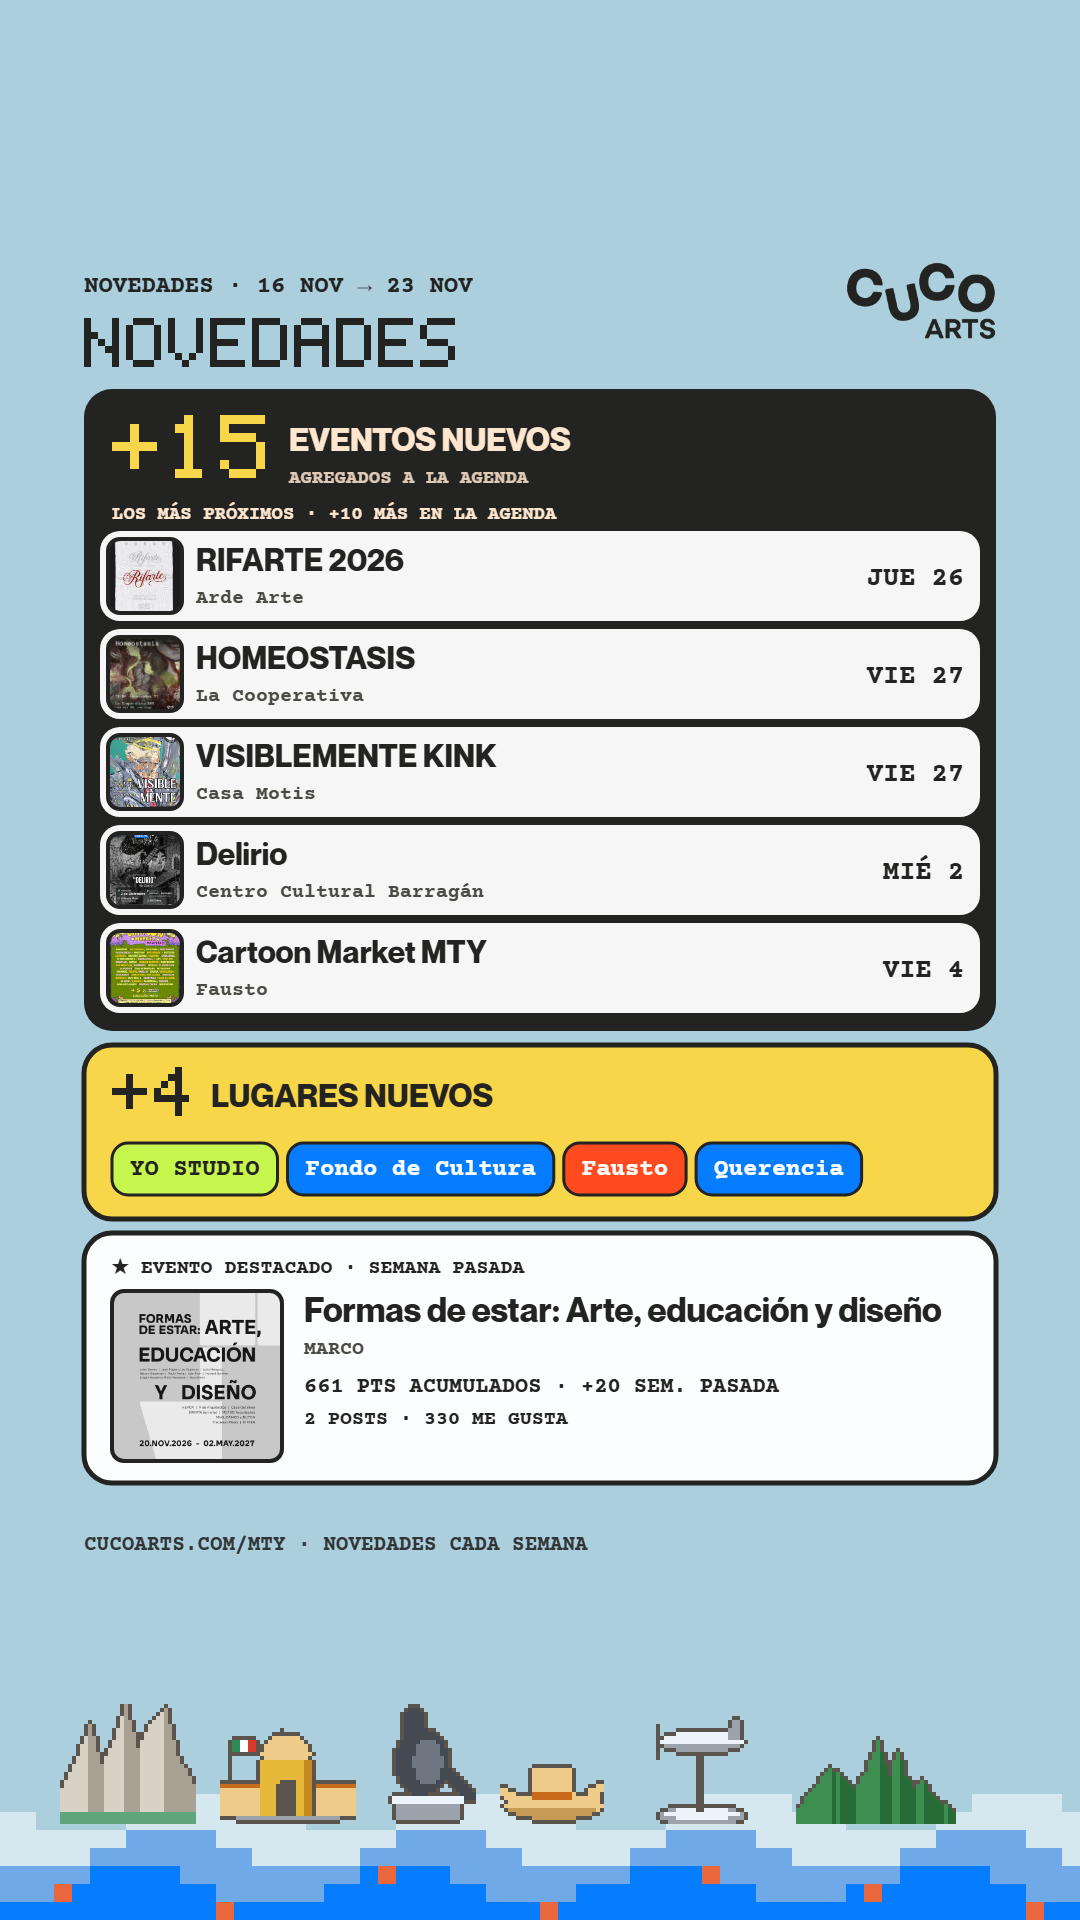 NOVEDADES · 16 NOV → 23 NOV
NOVEDADES
CUCO
ARTS
+15 EVENTOS NUEVOS
AGREGADOS A LA AGENDA
LOS MÁS PRÓXIMOS · +10 MÁS EN LA AGENDA
Rifarte
RIFARTE 2026
Arde Arte
JUE 26
Homeostasis
HOMEOSTASIS
La Cooperativa
VIE 27
VISIBLE
MENTE
VISIBLEMENTE KINK
Casa Motis
VIE 27
"DELIRIO"
Delirio
Centro Cultural Barragán
MIÉ 2
Cartoon Market MTY
Fausto
VIE 4
+4 LUGARES NUEVOS
YO STUDIO
Fondo de Cultura
Fausto
Querencia
★ EVENTO DESTACADO · SEMANA PASADA
FORMAS
DE ESTAR: ARTE,
EDUCACIÓN
Y DISEÑO
20.NOV.2026 - 02.MAY.2027
Formas de estar: Arte, educación y diseño
MARCO
661 PTS ACUMULADOS · +20 SEM. PASADA
2 POSTS · 330 ME GUSTA
CUCOARTS.COM/MTY · NOVEDADES CADA SEMANA